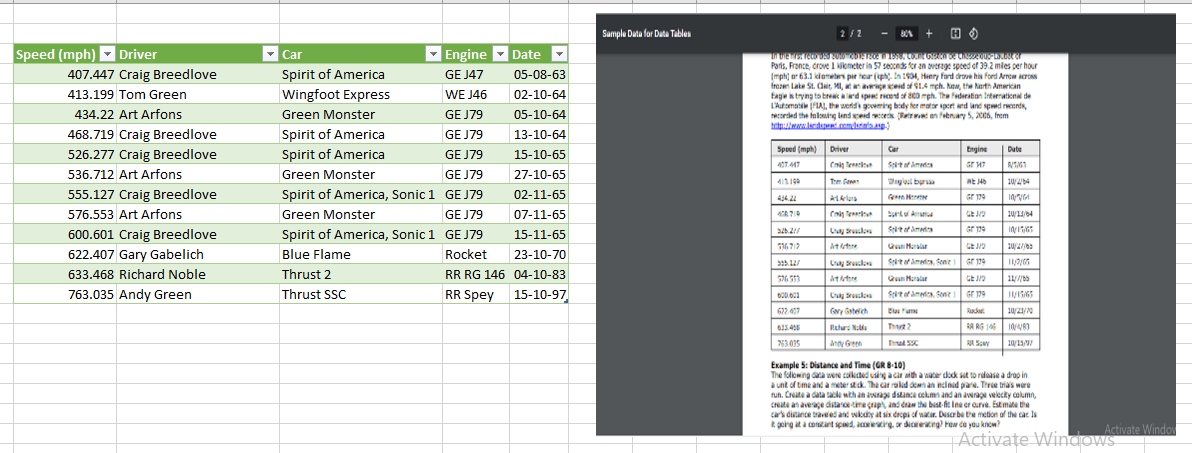 Speed (mph) Driver Car Engine Date
407.447 Craig Breedlove Spirit of America GE J47 05-08-63
413.199 Tom Green Wingfoot Express WE J46 02-10-64
434.22 Art Arfons Green Monster GE J79 05-10-64
468.719 Craig Breedlove Spirit of America GE J79 13-10-64
526.277 Craig Breedlove Spirit of America GE J79 15-10-65
536.712 Art Arfons Green Monster GE J79 27-10-65
555.127 Craig Breedlove Spirit of America, Sonic 1 GE J79 02-11-65
576.553 Art Arfons Green Monster GE J79 07-11-65
600.601 Craig Breedlove Spirit of America, Sonic 1 GE J79 15-11-65
622.407 Gary Gabelich Blue Flame Rocket 23-10-70
633.468 Richard Noble Thrust 2 RR RG 146 04-10-83
763.035 Andy Green Thrust SSC RR Spey 15-10-97
Sample Data for Data Tables 2 / 2 − 80% +
In the first recorded automobile race in 1898, Count Gaston de Chasseloup-Laubat of
Paris, France, drove 1 kilometer in 57 seconds for an average speed of 39.2 miles per hour
(mph) or 63.1 kilometers per hour (kph). In 1904, Henry Ford drove his Ford Arrow across
frozen Lake St. Clair, MI, at an average speed of 91.4 mph. Now, the North American
Eagle is trying to break a land speed record of 800 mph. The Federation International de
L'Automobile (FIA), the world's governing body for motor sport and land speed records,
recorded the following land speed records. (Retrieved on February 5, 2006, from
http://www.landspeed.com/lsrinfo.asp.)
Speed (mph) Driver Car Engine Date
407.447 Craig Breedlove Spirit of America GE J47 8/5/63
413.199 Tom Green Wingfoot Express WE J46 10/2/64
434.22 Art Arfons Green Monster GE J79 10/5/64
468.719 Craig Breedlove Spirit of America GE J79 10/13/64
526.277 Craig Breedlove Spirit of America GE J79 10/15/65
536.712 Art Arfons Green Monster GE J79 10/27/65
555.127 Craig Breedlove Spirit of America, Sonic 1 GE J79 11/2/65
576.553 Art Arfons Green Monster GE J79 11/7/65
600.601 Craig Breedlove Spirit of America, Sonic 1 GE J79 11/15/65
622.407 Gary Gabelich Blue Flame Rocket 10/23/70
633.468 Richard Noble Thrust 2 RR RG 146 10/4/83
763.035 Andy Green Thrust SSC RR Spey 10/15/97
Example 5: Distance and Time (GR 8-10)
The following data were collected using a car with a water clock set to release a drop in
a unit of time and a meter stick. The car rolled down an inclined plane. Three trials were
run. Create a data table with an average distance column and an average velocity column,
create an average distance-time graph, and draw the best-fit line or curve. Estimate the
car's distance traveled and velocity at six drops of water. Describe the motion of the car. Is
it going at a constant speed, accelerating, or decelerating? How do you know?
Activate Window
Activate Windows